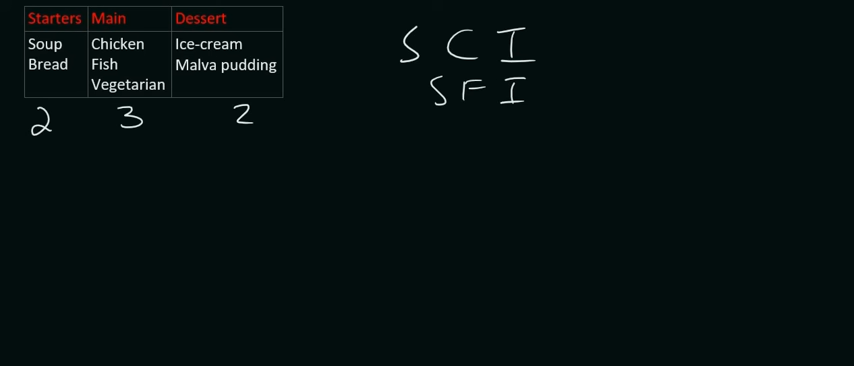 Starters Main Dessert
Soup Chicken Ice-cream
Bread Fish Malva pudding
Vegetarian
2 3 2
S C I
S F I